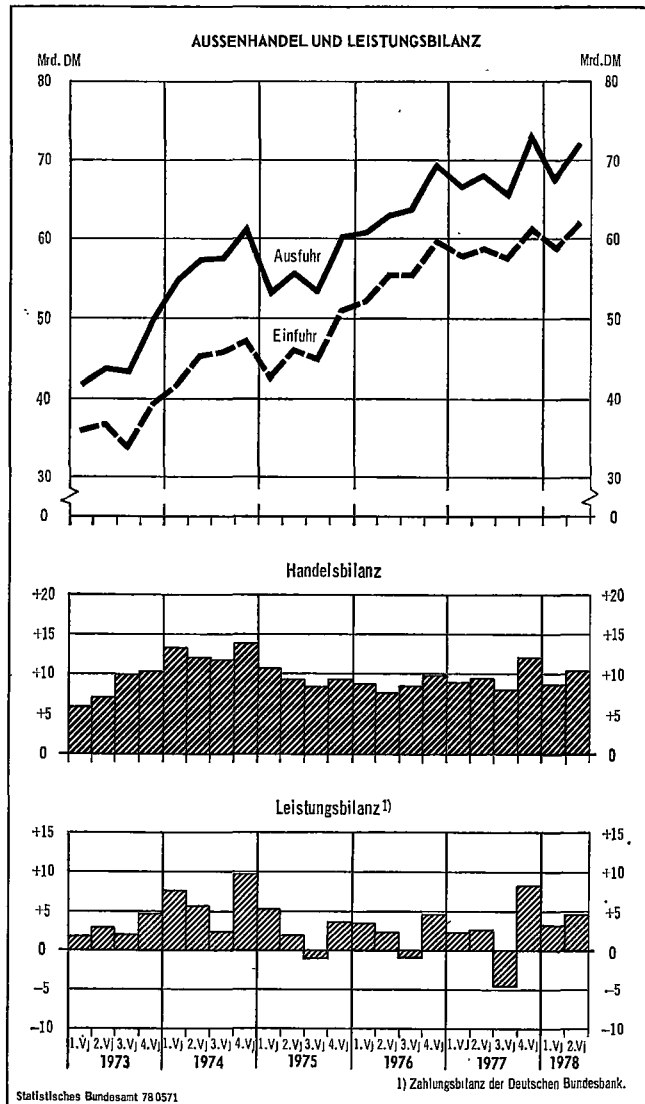 AUSSENHANDEL UND LEISTUNGSBILANZ
Mrd. DM Mrd. DM
80 80
70 70
60 60
Ausfuhr
50 50
Einfuhr
40 40
30 30
0 0
Handelsbilanz
+20 +20
+15 +15
+10 +10
+5 +5
0 0
Leistungsbilanz 1)
+15 +15
+10 +10
+5 +5
0 0
−5 −5
−10 −10
1.Vj 2.Vj 3.Vj 4.Vj 1.Vj 2.Vj 3.Vj 4.Vj 1.Vj 2.Vj 3.Vj 4.Vj 1.Vj 2.Vj 3.Vj 4.Vj 1.VJ 2.Vj 3.Vj 4.Vj 1.Vj 2.Vj
1973 1974 1975 1976 1977 1978
1) Zahlungsbilanz der Deutschen Bundesbank.
Statistisches Bundesamt 780571